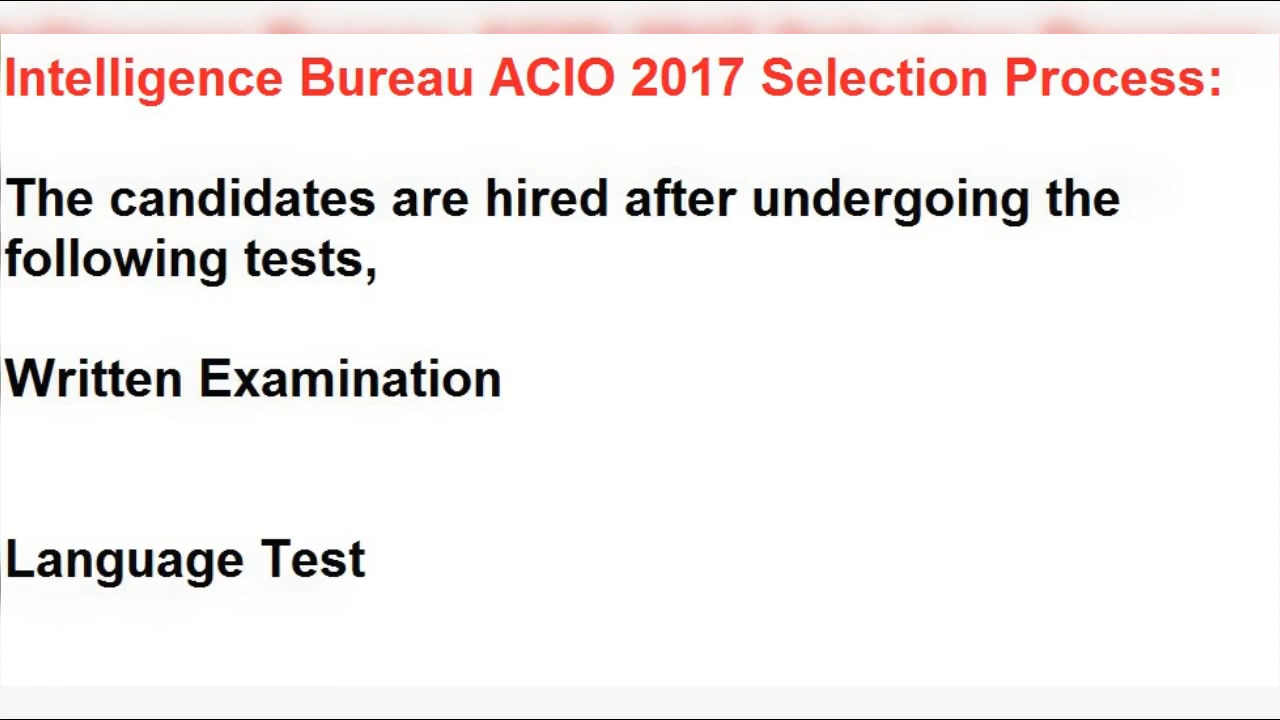 Intelligence Bureau ACIO 2017 Selection Process:
The candidates are hired after undergoing the
following tests,
Written Examination
Language Test